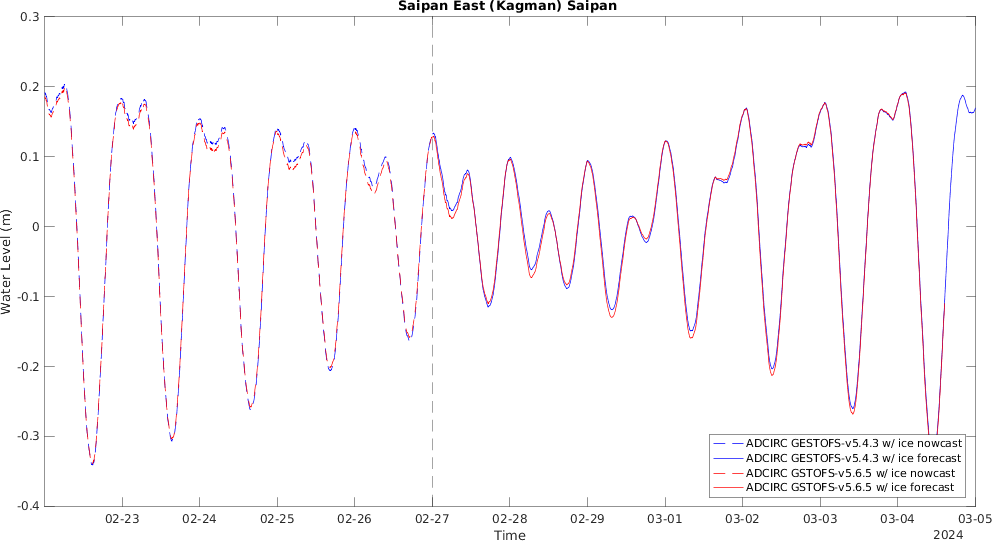 Saipan East (Kagman) Saipan
0.3
0.2
0.1
0
-0.1
-0.2
-0.3
-0.4
Water Level (m)
ADCIRC GESTOFS-v5.4.3 w/ ice nowcast
ADCIRC GESTOFS-v5.4.3 w/ ice forecast
ADCIRC GSTOFS-v5.6.5 w/ ice nowcast
ADCIRC GSTOFS-v5.6.5 w/ ice forecast
02-23 02-24 02-25 02-26 02-27 02-28 02-29 03-01 03-02 03-03 03-04 03-05
Time
2024